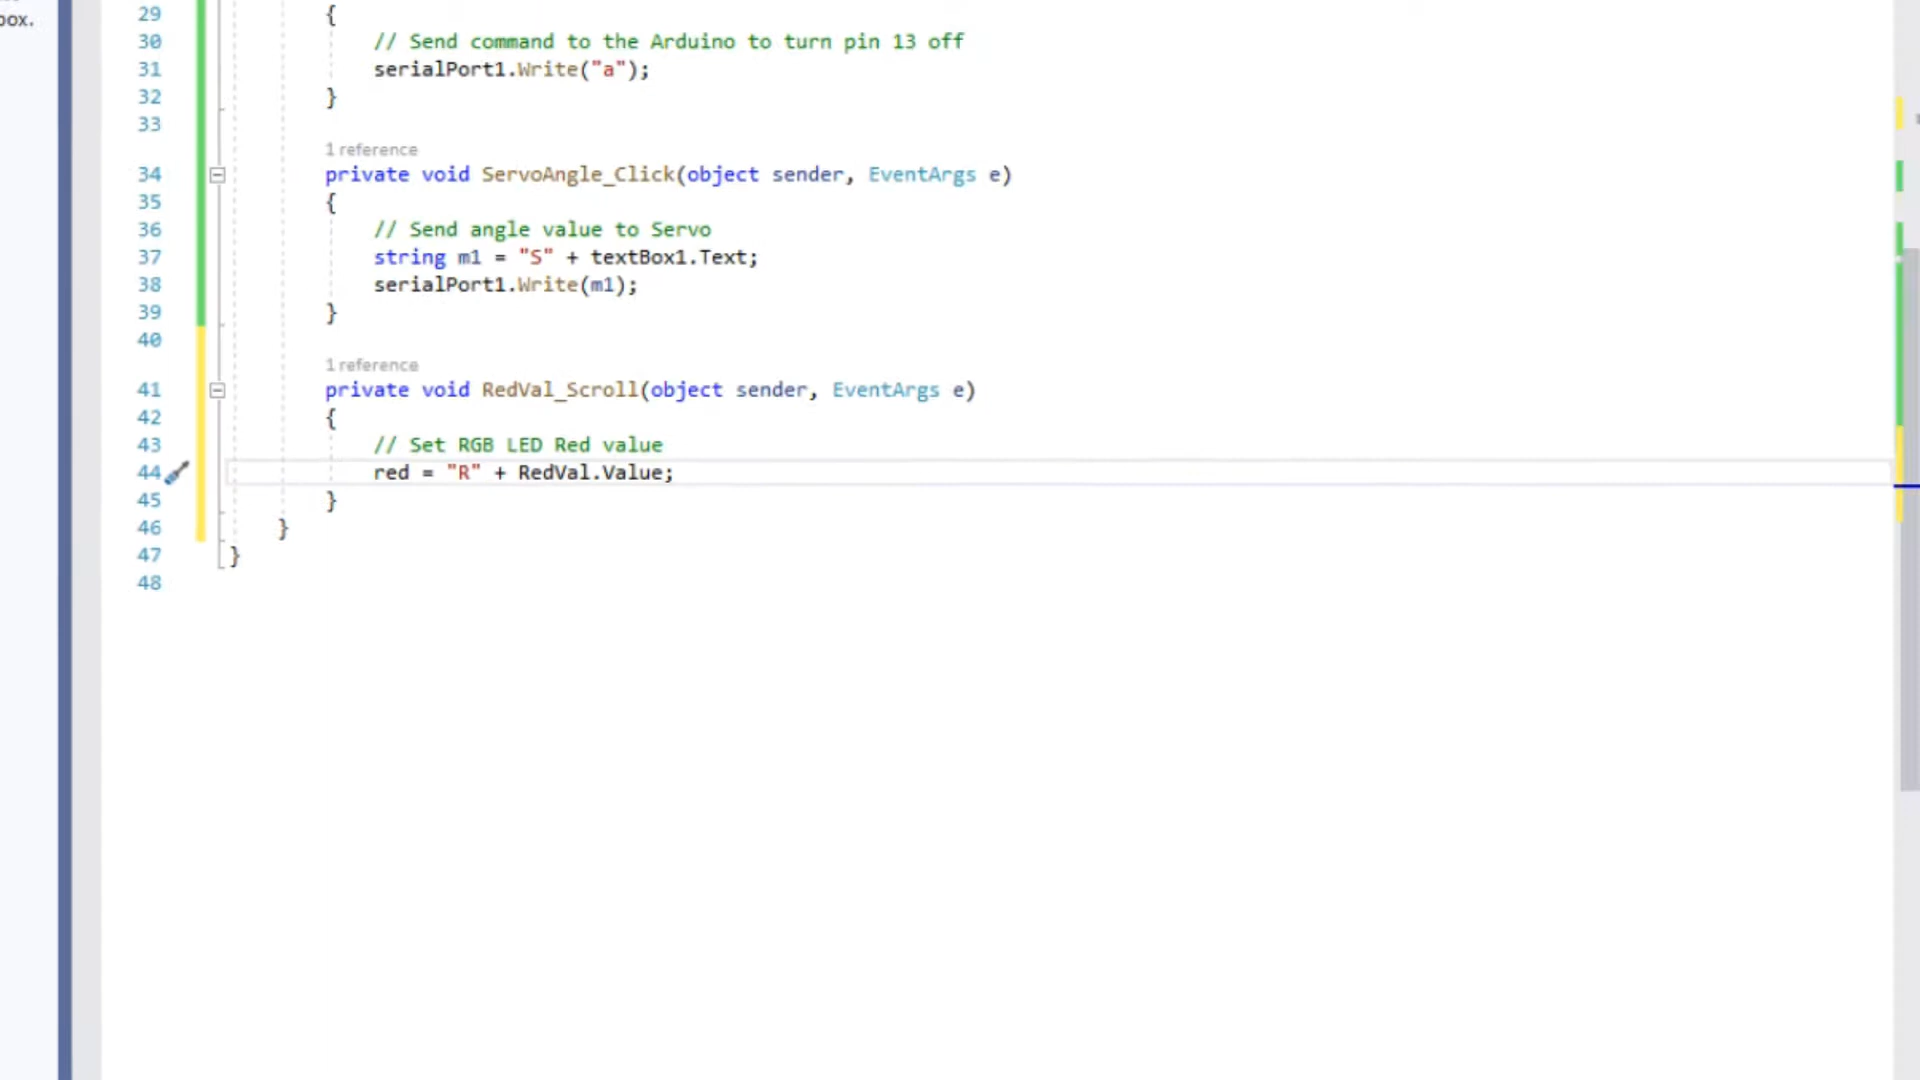 box.
29 {
30 // Send command to the Arduino to turn pin 13 off
31 serialPort1.Write("a");
32 }
33
1 reference
34 private void ServoAngle_Click(object sender, EventArgs e)
35 {
36 // Send angle value to Servo
37 string m1 = "S" + textBox1.Text;
38 serialPort1.Write(m1);
39 }
40
1 reference
41 private void RedVal_Scroll(object sender, EventArgs e)
42 {
43 // Set RGB LED Red value
44 red = "R" + RedVal.Value;
45 }
46 }
47 }
48